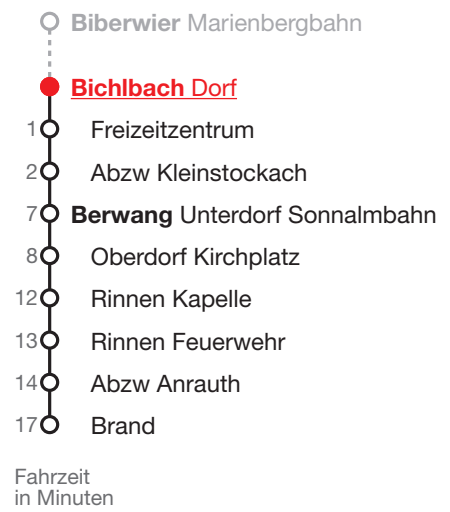 Biberwier Marienbergbahn
Bichlbach Dorf
1 Freizeitzentrum
2 Abzw Kleinstockach
7 Berwang Unterdorf Sonnalmbahn
8 Oberdorf Kirchplatz
12 Rinnen Kapelle
13 Rinnen Feuerwehr
14 Abzw Anrauth
17 Brand
Fahrzeit
in Minuten